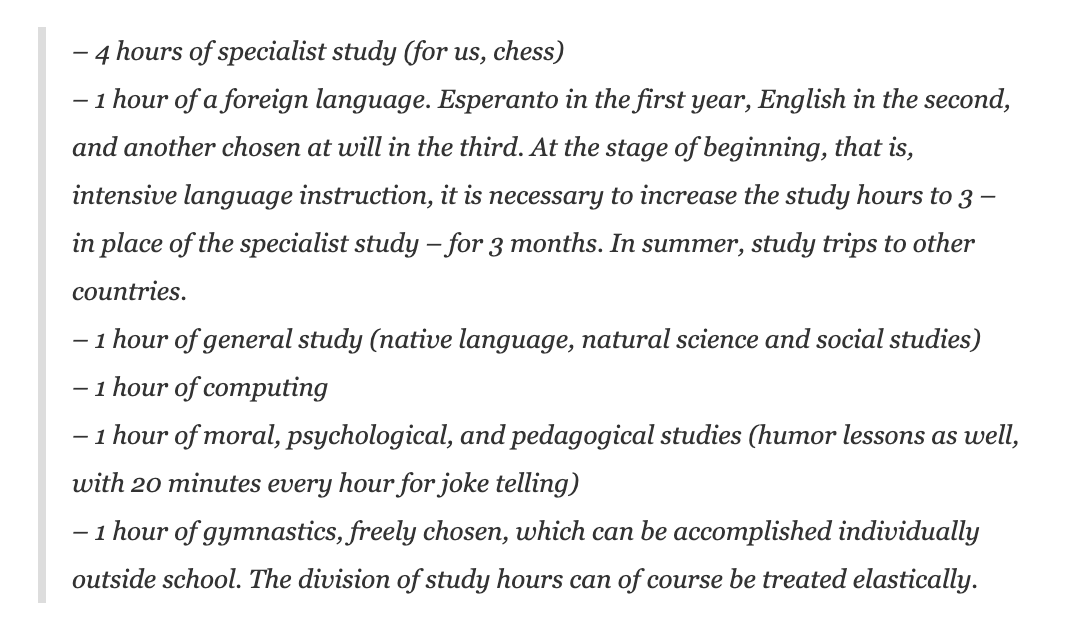 – 4 hours of specialist study (for us, chess)
– 1 hour of a foreign language. Esperanto in the first year, English in the second,
and another chosen at will in the third. At the stage of beginning, that is,
intensive language instruction, it is necessary to increase the study hours to 3 –
in place of the specialist study – for 3 months. In summer, study trips to other
countries.
– 1 hour of general study (native language, natural science and social studies)
– 1 hour of computing
– 1 hour of moral, psychological, and pedagogical studies (humor lessons as well,
with 20 minutes every hour for joke telling)
– 1 hour of gymnastics, freely chosen, which can be accomplished individually
outside school. The division of study hours can of course be treated elastically.